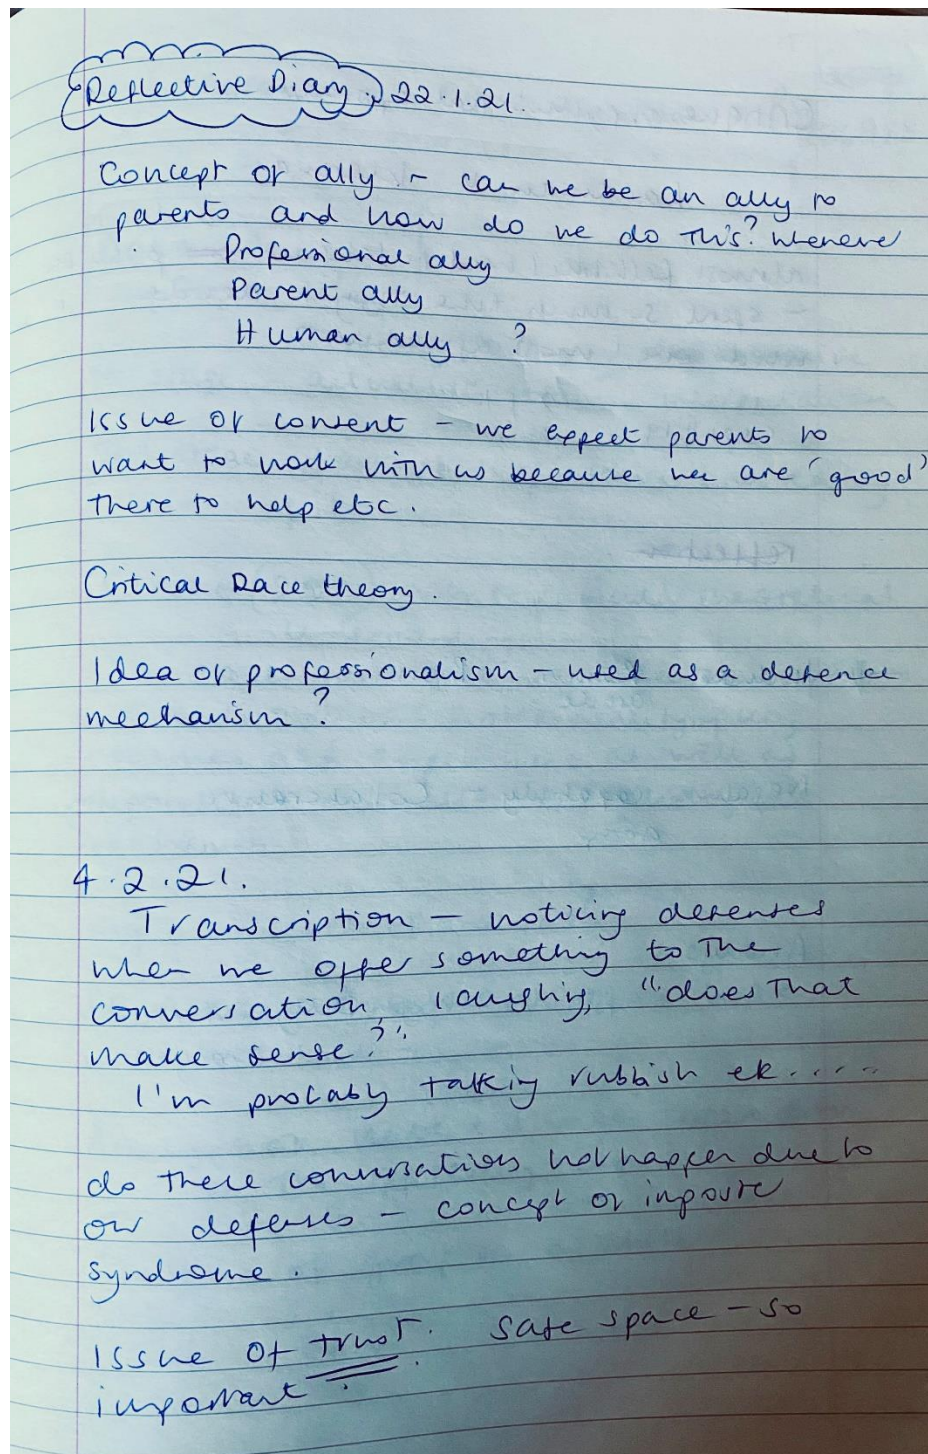 Reflective Diary 22.1.21.
Concept of ally - can we be an ally to
parents and how do we do this?
Professional ally
Parent ally
Human ally ?
Issue of consent - we expect parents to
want to work with us because we are 'good'
there to help etc.
Critical Race theory.
Idea of professionalism - used as a defence
mechanism?
4.2.21.
Transcription - noticing defenses
when we offer something to the
conversation, laughing, "does that
make sense?"
I'm probably talking rubbish etc.....
do these conversations not happen due to
our defenses - concept of
syndrome.
Issue of trust. Safe space - so
important.